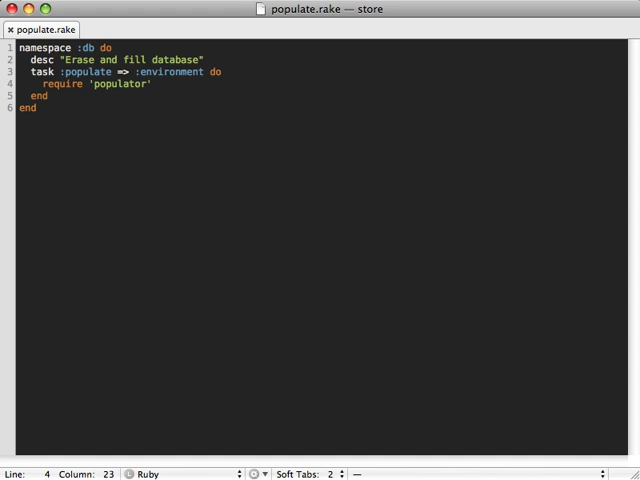 populate.rake — store
populate.rake
1 namespace :db do
2   desc "Erase and fill database"
3   task :populate => :environment do
4     require 'populator'
5   end
6 end
Line: 4 Column: 23 L Ruby Soft Tabs: 2 —